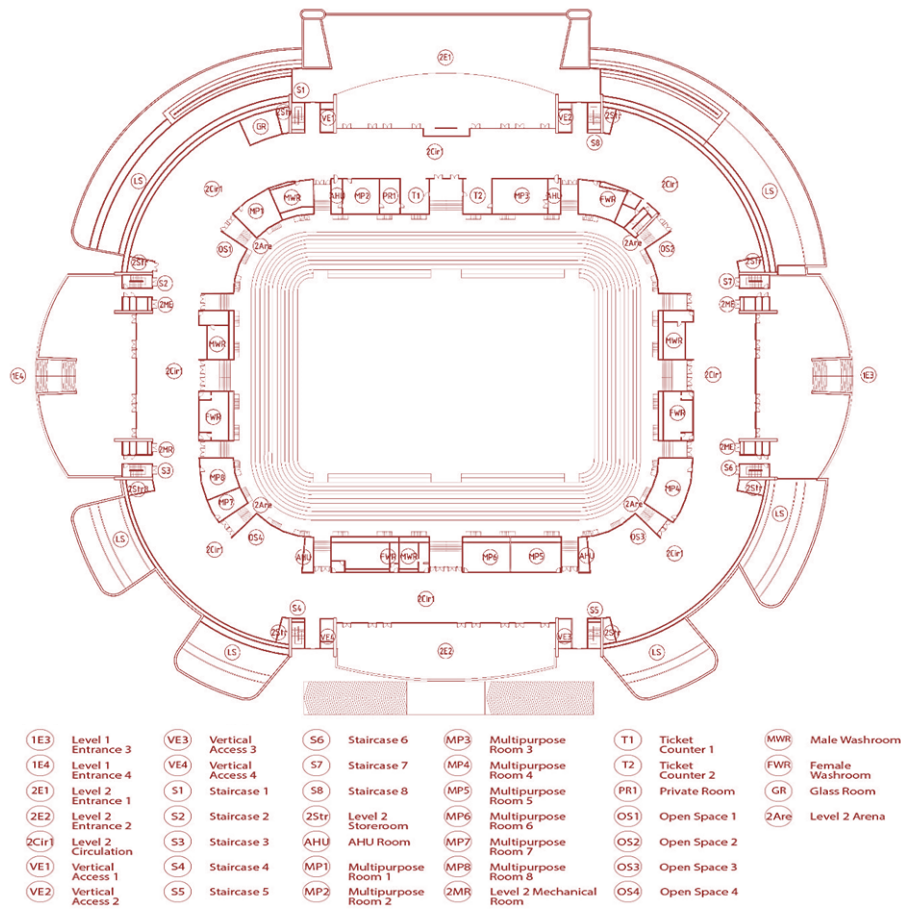 2E1
S1
2Str
VE1
VE2
2Str
GR
S8
2Cir1
LS
2Cir1
MWR
AHU
MP2
PR1
T1
T2
MP3
AHU
FWR
2Cir1
LS
MP1
OS1
2Are
2Are
OS2
2Str
S2
2ME
2Str
S7
2ME
MWR
MWR
1E4
2Cir1
2Cir1
1E3
FWR
FWR
2MR
S3
2Str
2ME
S6
2Str
MP8
MP7
2Are
2Are
MP4
LS
LS
2Cir1
OS4
OS3
2Cir1
AHU
FWR
MWR
MP6
MP5
AHU
2Cir1
S4
S5
2Str
VE4
VE3
2Str
LS
2E2
LS
1E3 Level 1
Entrance 3
1E4 Level 1
Entrance 4
2E1 Level 2
Entrance 1
2E2 Level 2
Entrance 2
2Cir1 Level 2
Circulation
VE1 Vertical
Access 1
VE2 Vertical
Access 2
VE3 Vertical
Access 3
VE4 Vertical
Access 4
S1 Staircase 1
S2 Staircase 2
S3 Staircase 3
S4 Staircase 4
S5 Staircase 5
S6 Staircase 6
S7 Staircase 7
S8 Staircase 8
2Str Level 2
Storeroom
AHU AHU Room
MP1 Multipurpose
Room 1
MP2 Multipurpose
Room 2
MP3 Multipurpose
Room 3
MP4 Multipurpose
Room 4
MP5 Multipurpose
Room 5
MP6 Multipurpose
Room 6
MP7 Multipurpose
Room 7
MP8 Multipurpose
Room 8
2MR Level 2 Mechanical
Room
T1 Ticket
Counter 1
T2 Ticket
Counter 2
PR1 Private Room
OS1 Open Space 1
OS2 Open Space 2
OS3 Open Space 3
OS4 Open Space 4
MWR Male Washroom
FWR Female
Washroom
GR Glass Room
2Are Level 2 Arena